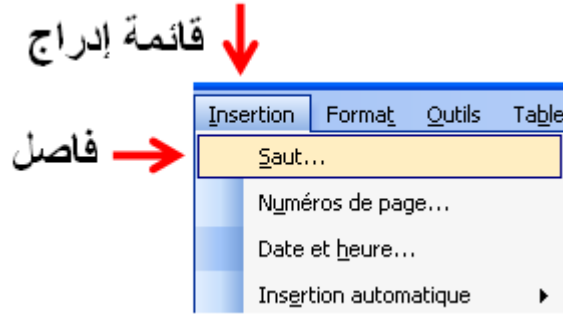 قائمة إدراج
Insertion Format Outils Table
فاصل
Saut...
Numéros de page...
Date et heure...
Insertion automatique